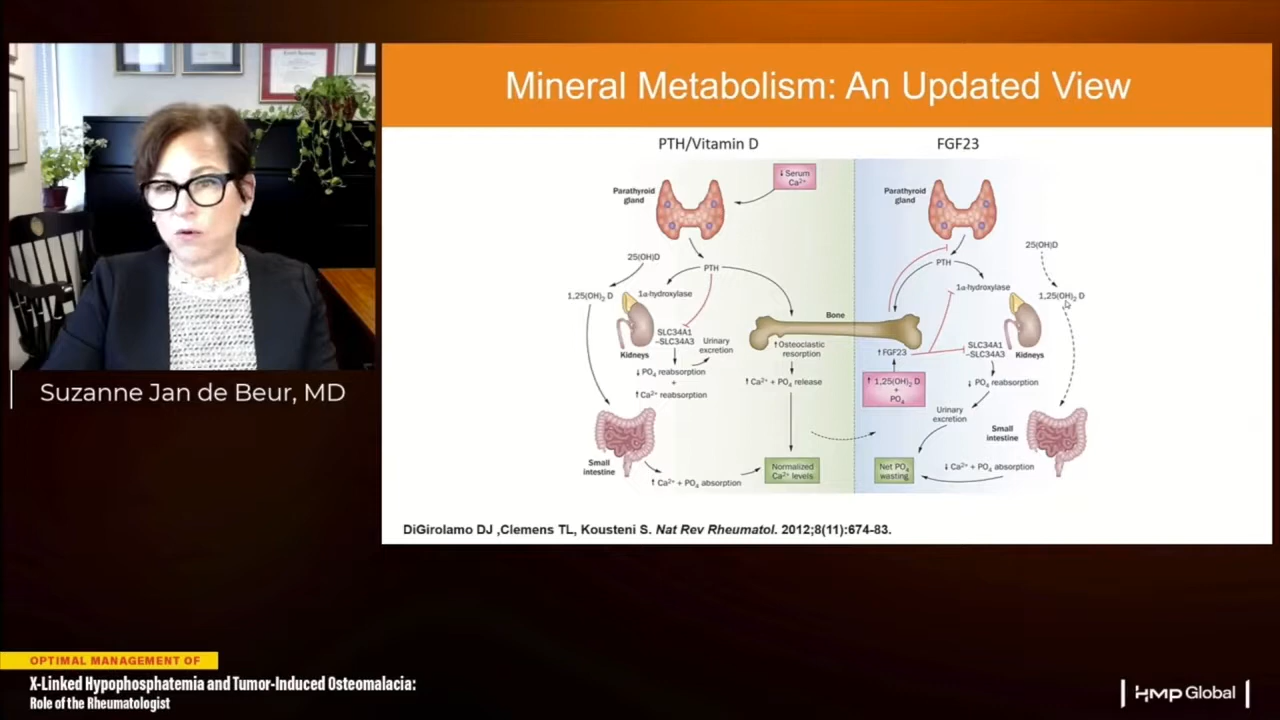 Mineral Metabolism: An Updated View
PTH/Vitamin D
FGF23
↓ Serum
Ca²⁺
Parathyroid
gland
25(OH)D
PTH
1,25(OH)₂ D
1α-hydroxylase
Kidneys
SLC34A1
–SLC34A3
Urinary
excretion
↓ PO₄ reabsorption
+
↑ Ca²⁺ reabsorption
Small
intestine
↑ Ca²⁺ + PO₄ absorption
Bone
↑ Osteoclastic
resorption
↑ Ca²⁺ + PO₄ release
Normalized
Ca²⁺ levels
Parathyroid
gland
25(OH)D
PTH
1α-hydroxylase
1,25(OH)₂ D
↑ FGF23
SLC34A1
–SLC34A3
Kidneys
↑ 1,25(OH)₂ D
+
PO₄
↓ PO₄ reabsorption
Urinary
excretion
Small
intestine
Net PO₄
wasting
↓ Ca²⁺ + PO₄ absorption
DiGirolamo DJ ,Clemens TL, Kousteni S. Nat Rev Rheumatol. 2012;8(11):674-83.
Suzanne Jan de Beur, MD
OPTIMAL MANAGEMENT OF
X-Linked Hypophosphatemia and Tumor-Induced Osteomalacia:
Role of the Rheumatologist
HMP Global